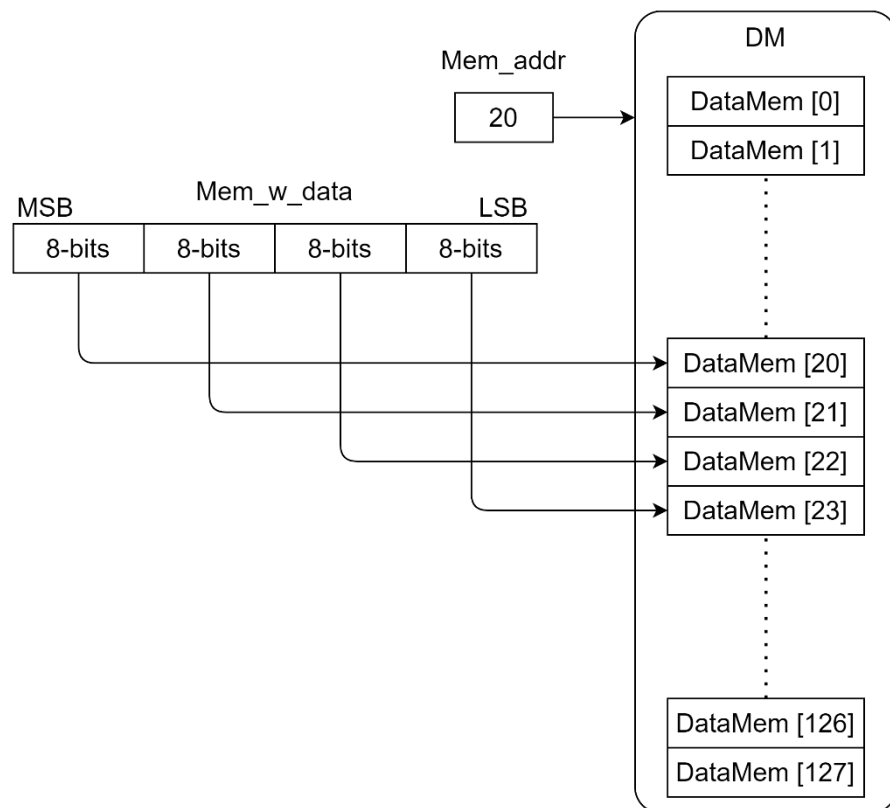 DM
Mem_addr
20
DataMem [0]
DataMem [1]
Mem_w_data
MSB
LSB
8-bits 8-bits 8-bits 8-bits
DataMem [20]
DataMem [21]
DataMem [22]
DataMem [23]
DataMem [126]
DataMem [127]